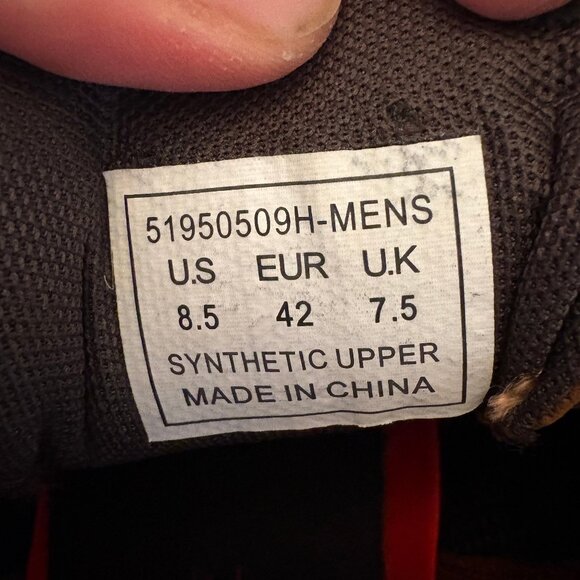 51950509H-MENS
U.S EUR U.K
8.5 42 7.5
SYNTHETIC UPPER
MADE IN CHINA